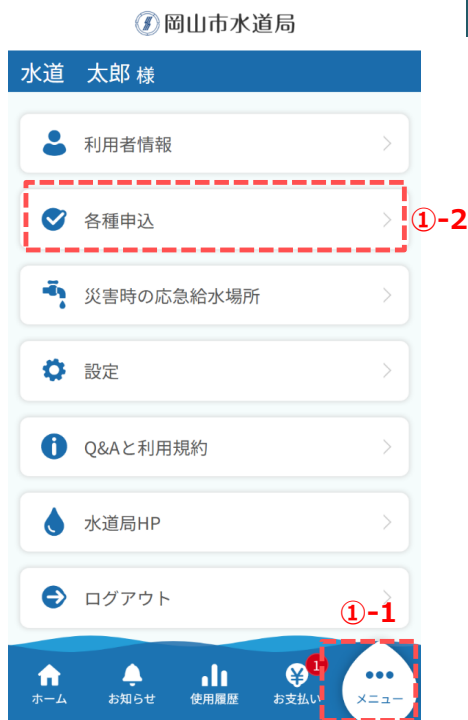 岡山市水道局
水道 太郎 様
利用者情報
各種申込
①-2
災害時の応急給水場所
設定
Q&Aと利用規約
水道局HP
ログアウト
①-1
1
ホーム お知らせ 使用履歴 お支払い メニュー